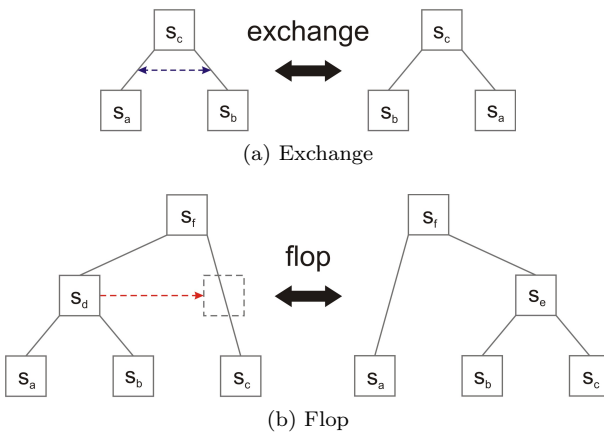 S_c exchange S_c
S_a S_b S_b S_a
(a) Exchange
S_f S_f
flop
S_d S_e
S_a S_b S_c S_a S_b S_c
(b) Flop